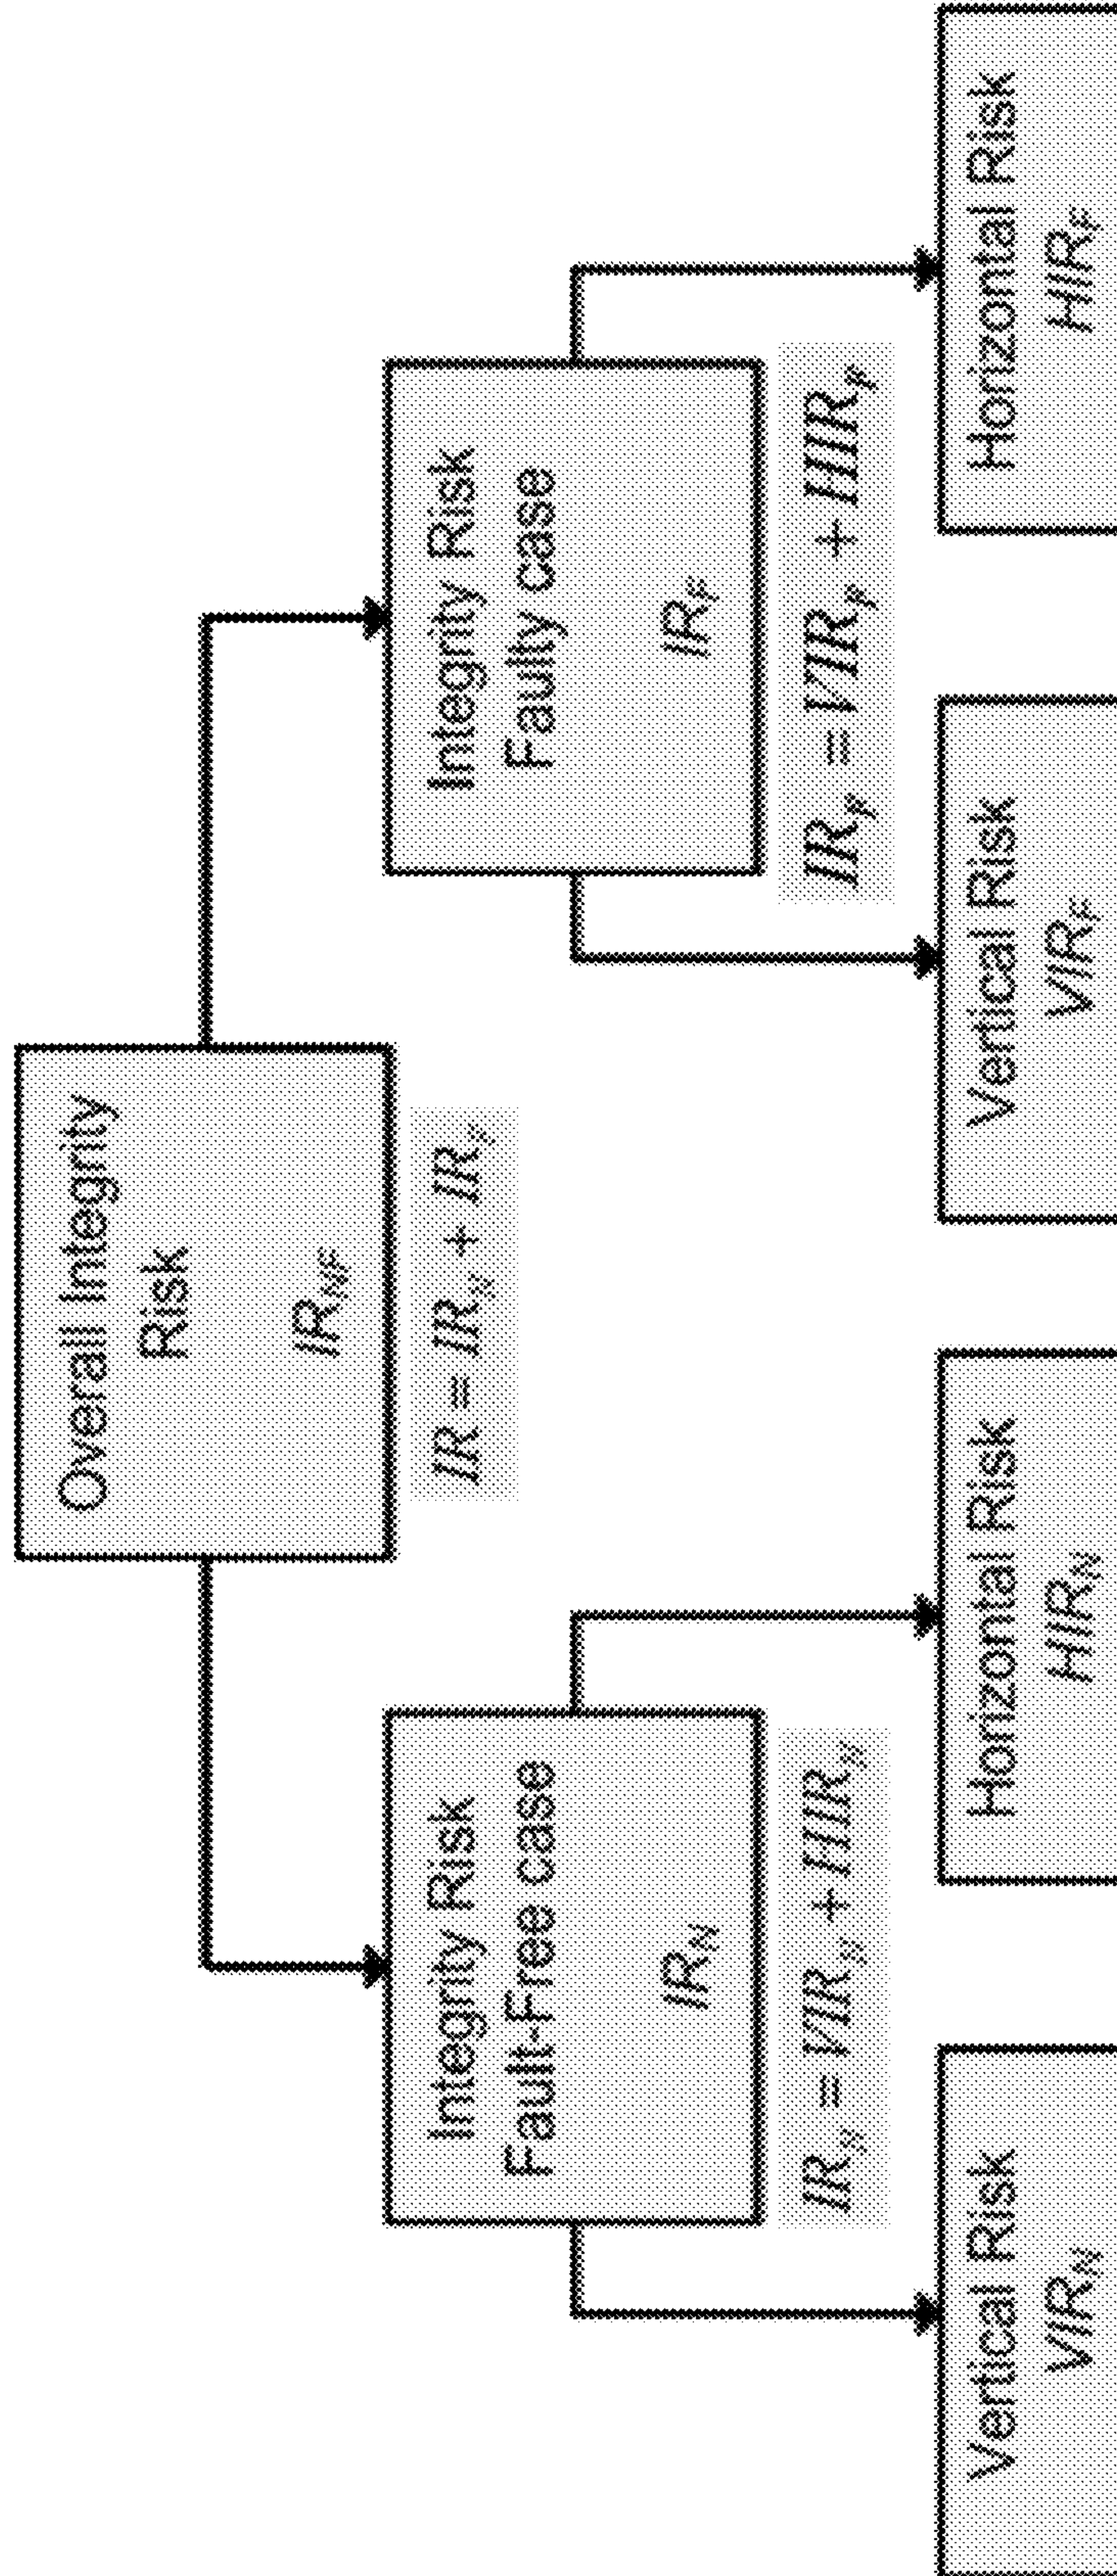 Overall Integrity
Risk
IR_NF
IR = IR_N + IR_F
Integrity Risk
Fault-Free case
IR_N
IR_N = VIR_N + HIR_N
Integrity Risk
Faulty case
IR_F
IR_F = VIR_F + HIR_F
Vertical Risk
VIR_N
Horizontal Risk
HIR_N
Vertical Risk
VIR_F
Horizontal Risk
HIR_F